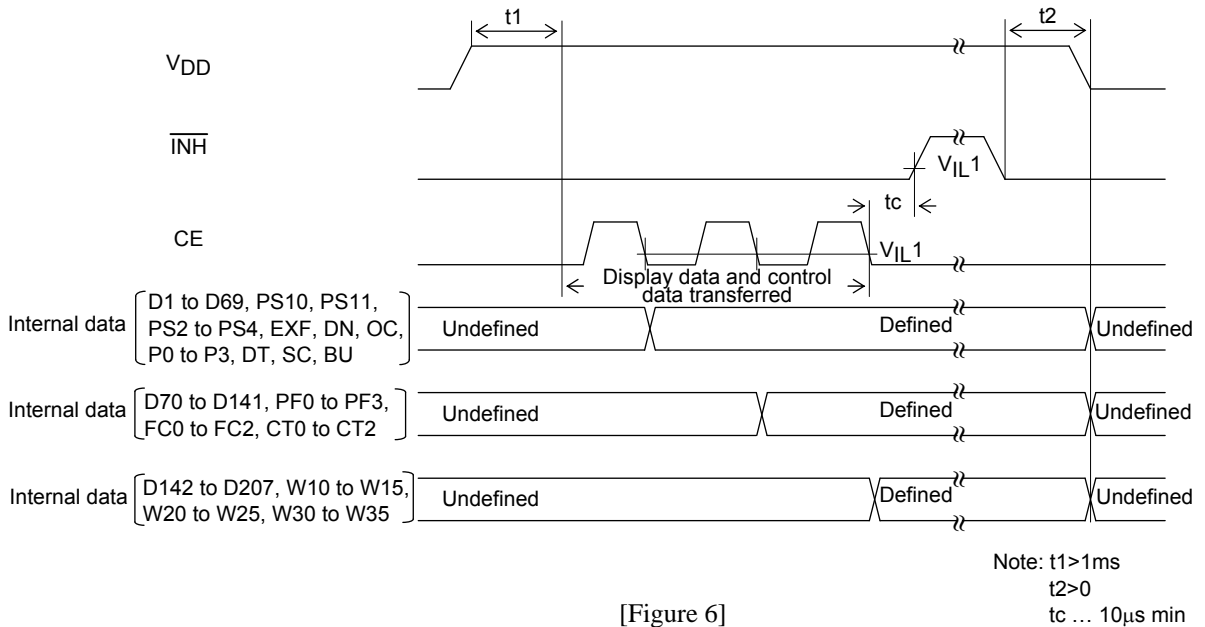 t1
t2
VDD
INH
VIL1
tc
CE
VIL1
Display data and control
data transferred
Internal data
D1 to D69, PS10, PS11,
PS2 to PS4, EXF, DN, OC,
P0 to P3, DT, SC, BU
Undefined
Defined
Undefined
Internal data
D70 to D141, PF0 to PF3,
FC0 to FC2, CT0 to CT2
Undefined
Defined
Undefined
Internal data
D142 to D207, W10 to W15,
W20 to W25, W30 to W35
Undefined
Defined
Undefined
Note: t1>1ms
t2>0
tc … 10μs min
[Figure 6]